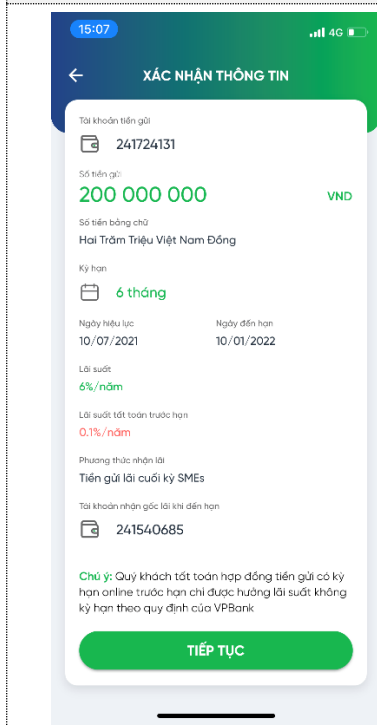 15:07
4G
XÁC NHẬN THÔNG TIN
Tài khoản tiền gửi
241724131
Số tiền gửi
200 000 000 VND
Số tiền bằng chữ
Hai Trăm Triệu Việt Nam Đồng
Kỳ hạn
6 tháng
Ngày hiệu lực Ngày đến hạn
10/07/2021 10/01/2022
Lãi suất
6%/năm
Lãi suất tất toán trước hạn
0.1%/năm
Phương thức nhận lãi
Tiền gửi lãi cuối kỳ SMEs
Tài khoản nhận gốc lãi khi đến hạn
241540685
Chú ý: Quý khách tất toán hợp đồng tiền gửi có kỳ
hạn online trước hạn chỉ được hưởng lãi suất không
kỳ hạn theo quy định của VPBank
TIẾP TỤC